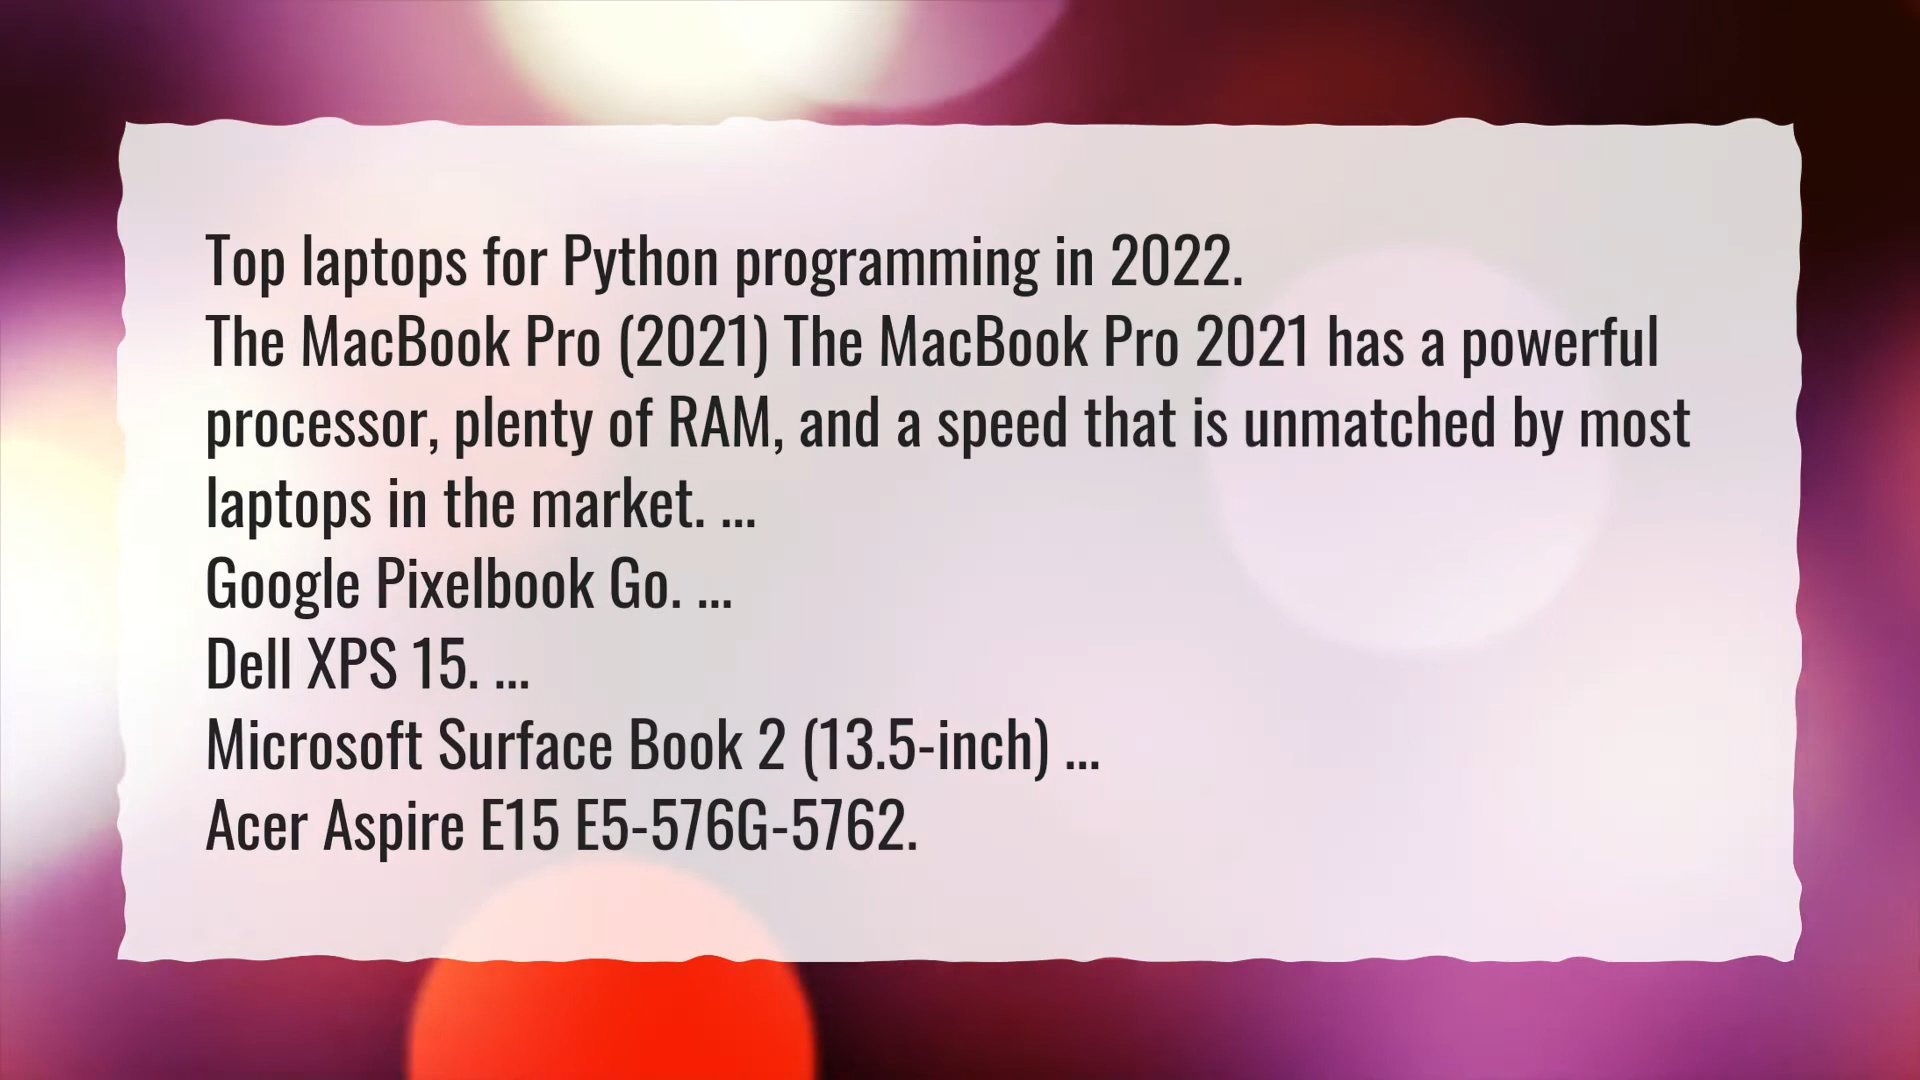 Top laptops for Python programming in 2022.
The MacBook Pro (2021) The MacBook Pro 2021 has a powerful
processor, plenty of RAM, and a speed that is unmatched by most
laptops in the market. ...
Google Pixelbook Go. ...
Dell XPS 15. ...
Microsoft Surface Book 2 (13.5-inch) ...
Acer Aspire E15 E5-576G-5762.